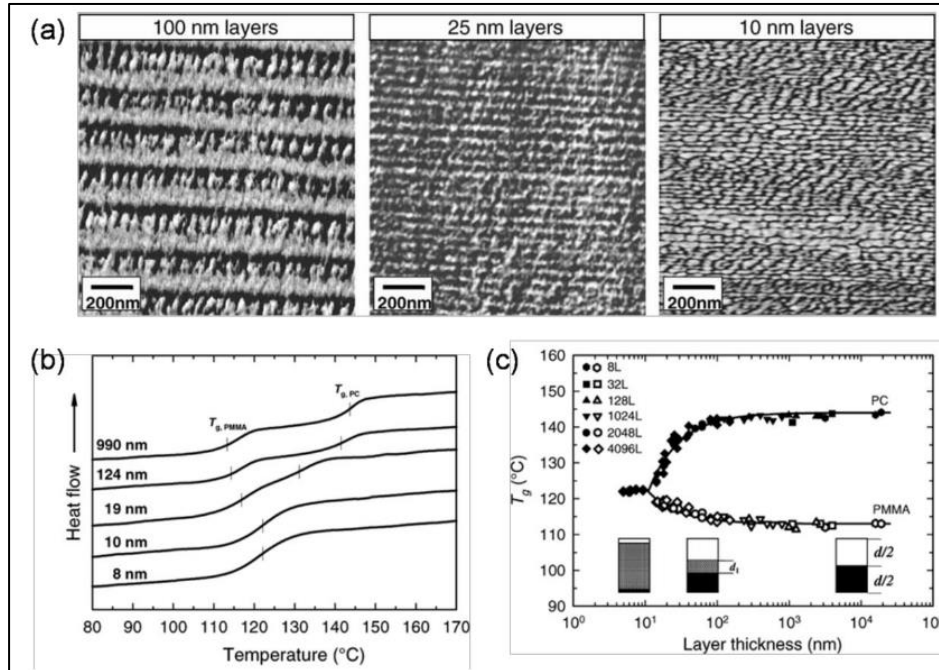 (a)
100 nm layers
25 nm layers
10 nm layers
200nm
200nm
200nm
(b)
Heat flow
990 nm
124 nm
19 nm
10 nm
8 nm
Tg, PMMA
Tg, PC
80 90 100 110 120 130 140 150 160 170
Temperature (°C)
(c)
Tg (°C)
160
150
140
130
120
110
100
90
8L
32L
128L
1024L
2048L
4096L
PC
PMMA
d₁
d/2
d/2
10⁰ 10¹ 10² 10³ 10⁴ 10⁵
Layer thickness (nm)